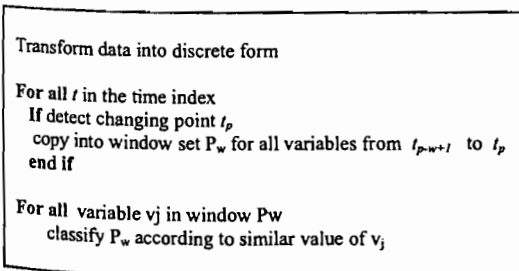 Transform data into discrete form
For all t in the time index
If detect changing point tp
copy into window set Pw for all variables from tp-w+1 to tp
end if
For all variable vj in window Pw
classify Pw according to similar value of vj